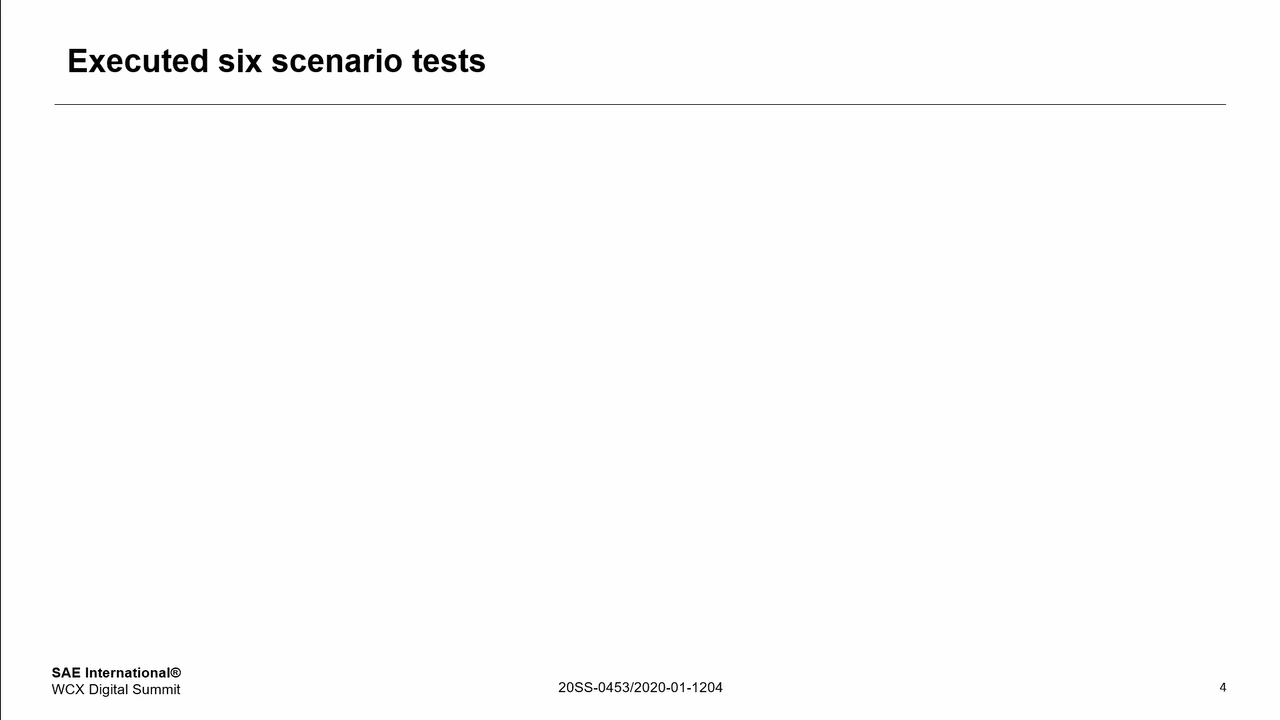 Executed six scenario tests
SAE International®
WCX Digital Summit
20SS-0453/2020-01-1204
4